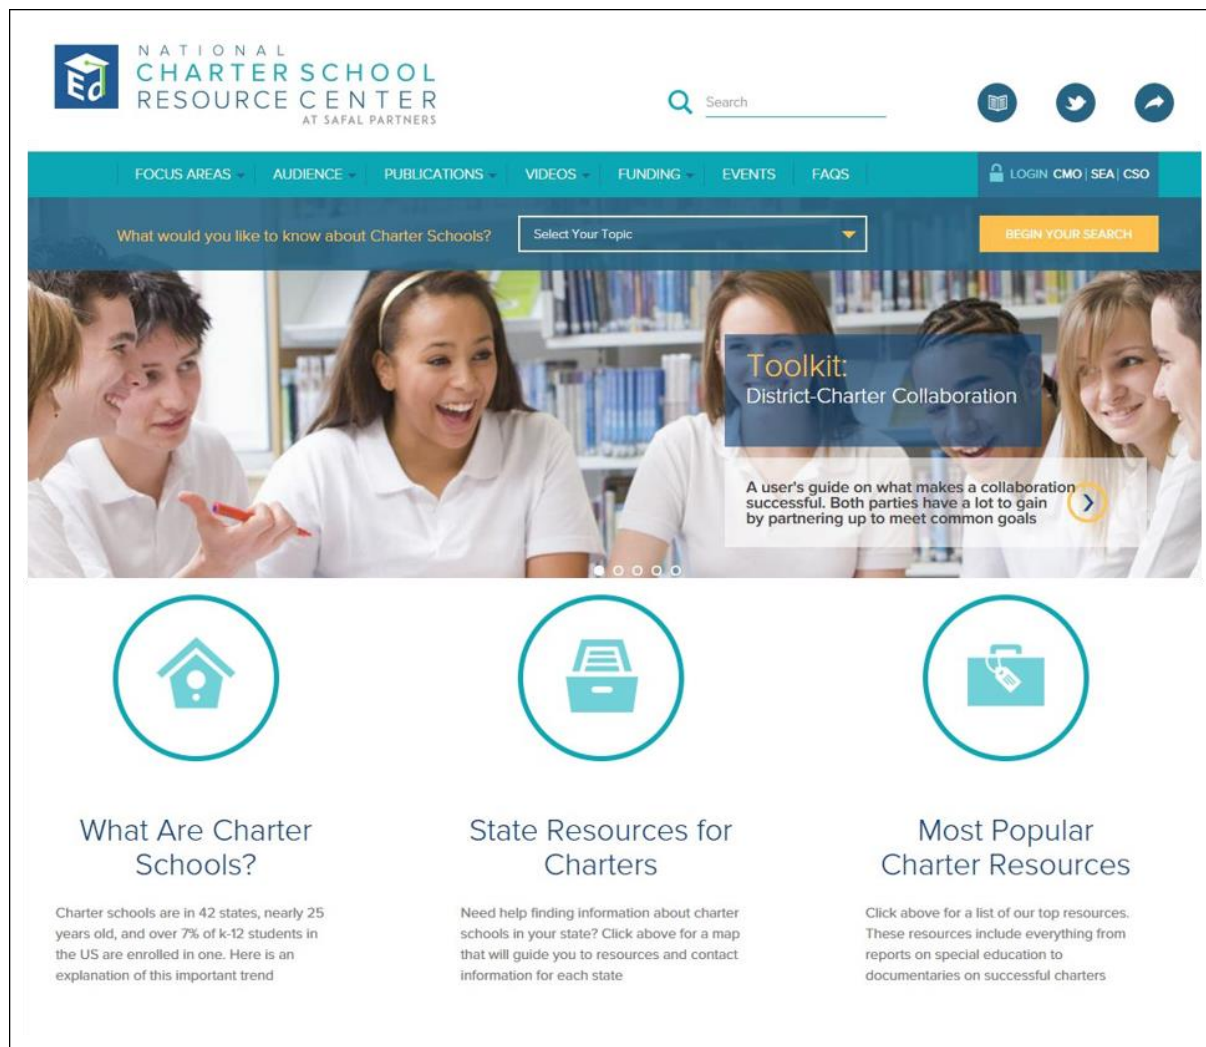 Ed
NATIONAL
CHARTER SCHOOL
RESOURCE CENTER
AT SAFAL PARTNERS
Search
FOCUS AREAS
AUDIENCE
PUBLICATIONS
VIDEOS
FUNDING
EVENTS
FAQS
LOGIN CMO | SEA | CSO
What would you like to know about Charter Schools?
Select Your Topic
BEGIN YOUR SEARCH
Toolkit:
District-Charter Collaboration
A user's guide on what makes a collaboration
successful. Both parties have a lot to gain
by partnering up to meet common goals
What Are Charter
Schools?
Charter schools are in 42 states, nearly 25
years old, and over 7% of k-12 students in
the US are enrolled in one. Here is an
explanation of this important trend
State Resources for
Charters
Need help finding information about charter
schools in your state? Click above for a map
that will guide you to resources and contact
information for each state
Most Popular
Charter Resources
Click above for a list of our top resources.
These resources include everything from
reports on special education to
documentaries on successful charters